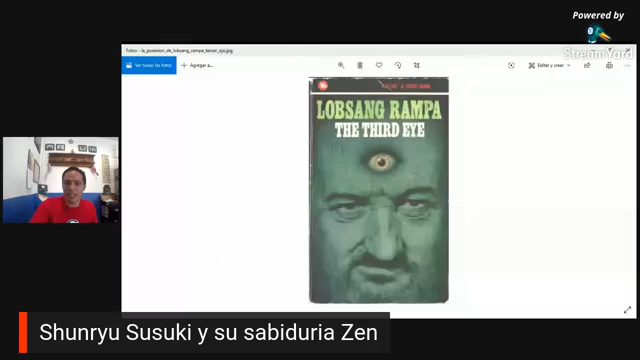 Powered by
StreamYard
Fotos - la_posesion_de_lobsang_rampa_tercer_ojo.jpg
Ver todas las fotos
Agregar a...
Editar y crear
LOBSANG RAMPA
THE THIRD EYE
Shunryu Susuki y su sabiduria Zen